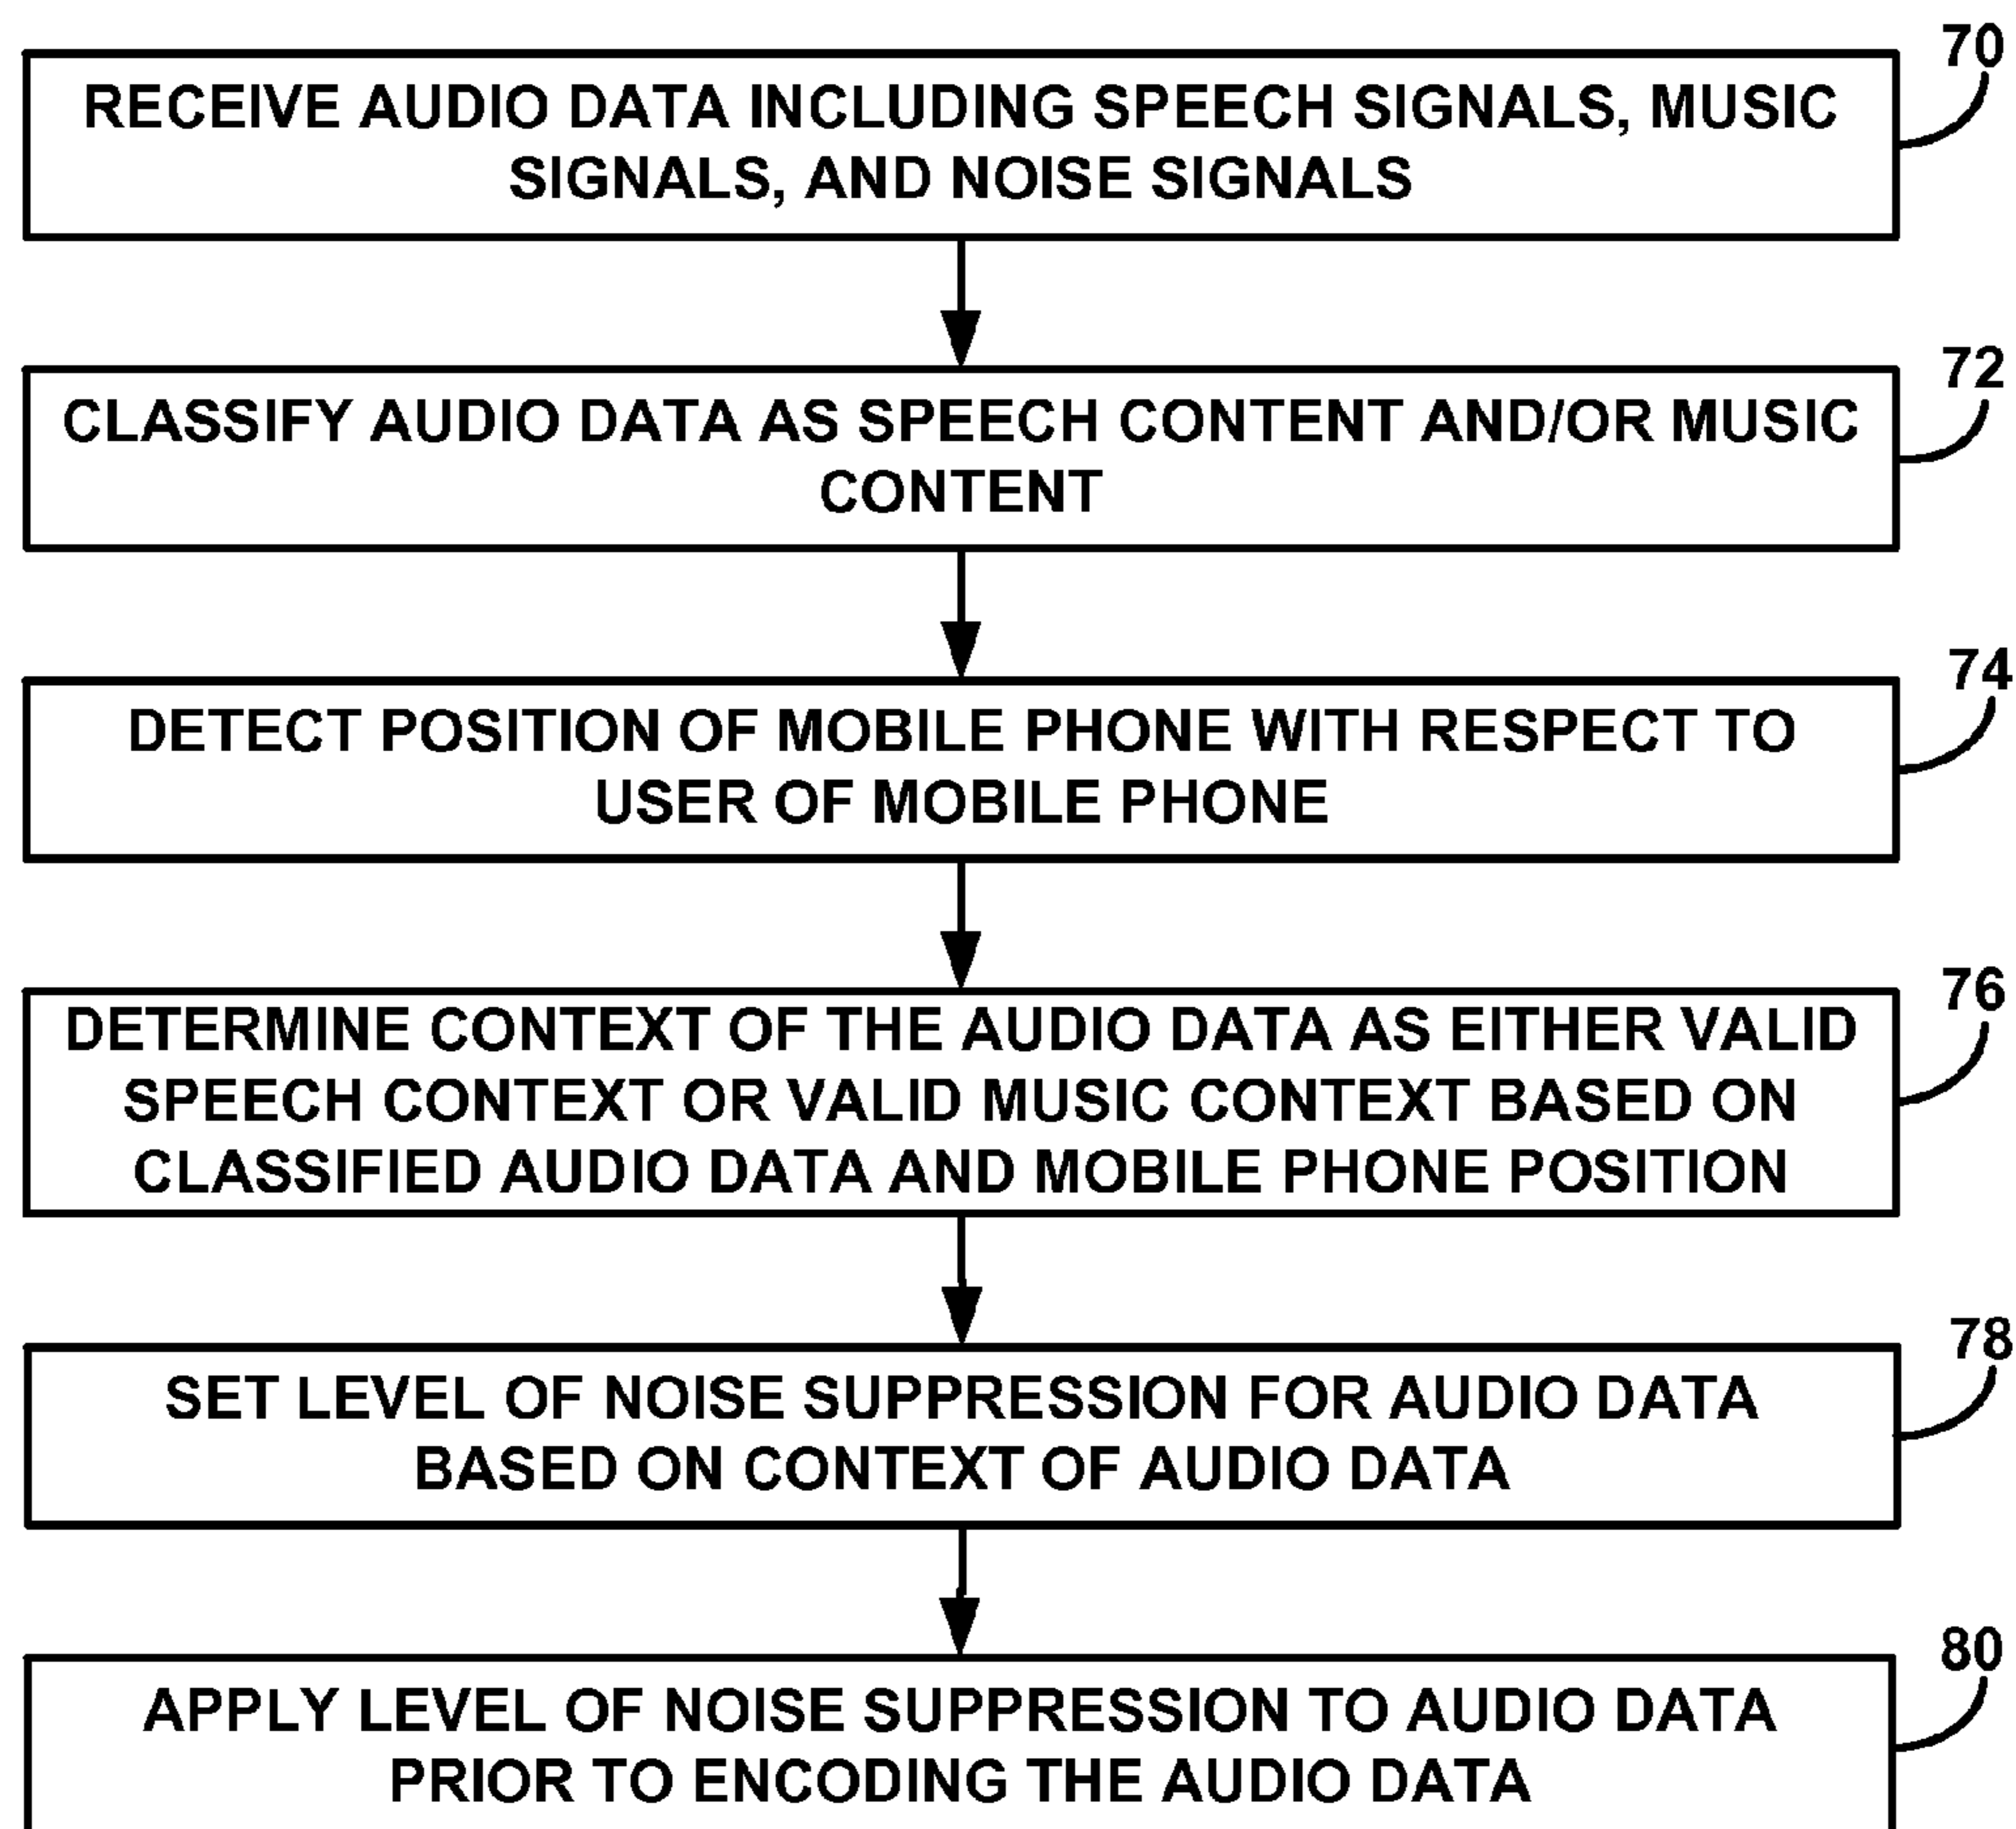 70
RECEIVE AUDIO DATA INCLUDING SPEECH SIGNALS, MUSIC
SIGNALS, AND NOISE SIGNALS
72
CLASSIFY AUDIO DATA AS SPEECH CONTENT AND/OR MUSIC
CONTENT
74
DETECT POSITION OF MOBILE PHONE WITH RESPECT TO
USER OF MOBILE PHONE
76
DETERMINE CONTEXT OF THE AUDIO DATA AS EITHER VALID
SPEECH CONTEXT OR VALID MUSIC CONTEXT BASED ON
CLASSIFIED AUDIO DATA AND MOBILE PHONE POSITION
78
SET LEVEL OF NOISE SUPPRESSION FOR AUDIO DATA
BASED ON CONTEXT OF AUDIO DATA
80
APPLY LEVEL OF NOISE SUPPRESSION TO AUDIO DATA
PRIOR TO ENCODING THE AUDIO DATA